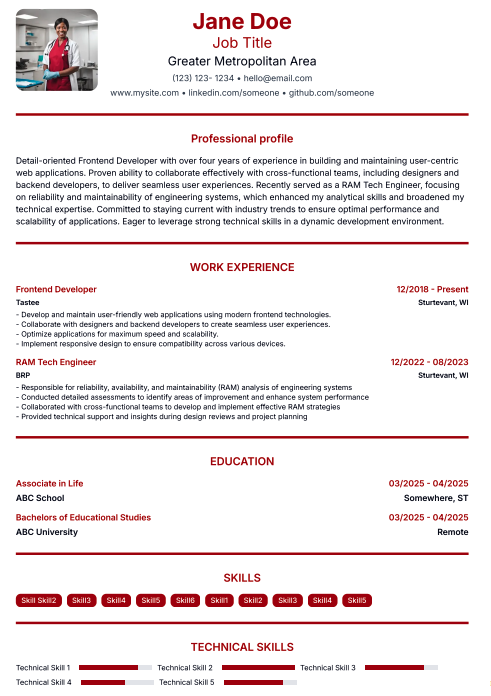 Jane Doe
Job Title
Greater Metropolitan Area
(123) 123- 1234 • hello@email.com
www.mysite.com • linkedin.com/someone • github.com/someone
Professional profile
Detail-oriented Frontend Developer with over four years of experience in building and maintaining user-centric
web applications. Proven ability to collaborate effectively with cross-functional teams, including designers and
backend developers, to deliver seamless user experiences. Recently served as a RAM Tech Engineer, focusing
on reliability and maintainability of engineering systems, which enhanced my analytical skills and broadened my
technical expertise. Committed to staying current with industry trends to ensure optimal performance and
scalability of applications. Eager to leverage strong technical skills in a dynamic development environment.
WORK EXPERIENCE
Frontend Developer 12/2018 - Present
Tastee Sturtevant, WI
- Develop and maintain user-friendly web applications using modern frontend technologies.
- Collaborate with designers and backend developers to create seamless user experiences.
- Optimize applications for maximum speed and scalability.
- Implement responsive design to ensure compatibility across various devices.
RAM Tech Engineer 12/2022 - 08/2023
BRP Sturtevant, WI
- Responsible for reliability, availability, and maintainability (RAM) analysis of engineering systems
- Conducted detailed assessments to identify areas of improvement and enhance system performance
- Collaborated with cross-functional teams to develop and implement effective RAM strategies
- Provided technical support and insights during design reviews and project planning
EDUCATION
Associate in Life 03/2025 - 04/2025
ABC School Somewhere, ST
Bachelors of Educational Studies 03/2025 - 04/2025
ABC University Remote
SKILLS
Skill Skill2 Skill3 Skill4 Skill5 Skill6 Skill1 Skill2 Skill3 Skill4 Skill5
TECHNICAL SKILLS
Technical Skill 1 Technical Skill 2 Technical Skill 3
Technical Skill 4 Technical Skill 5